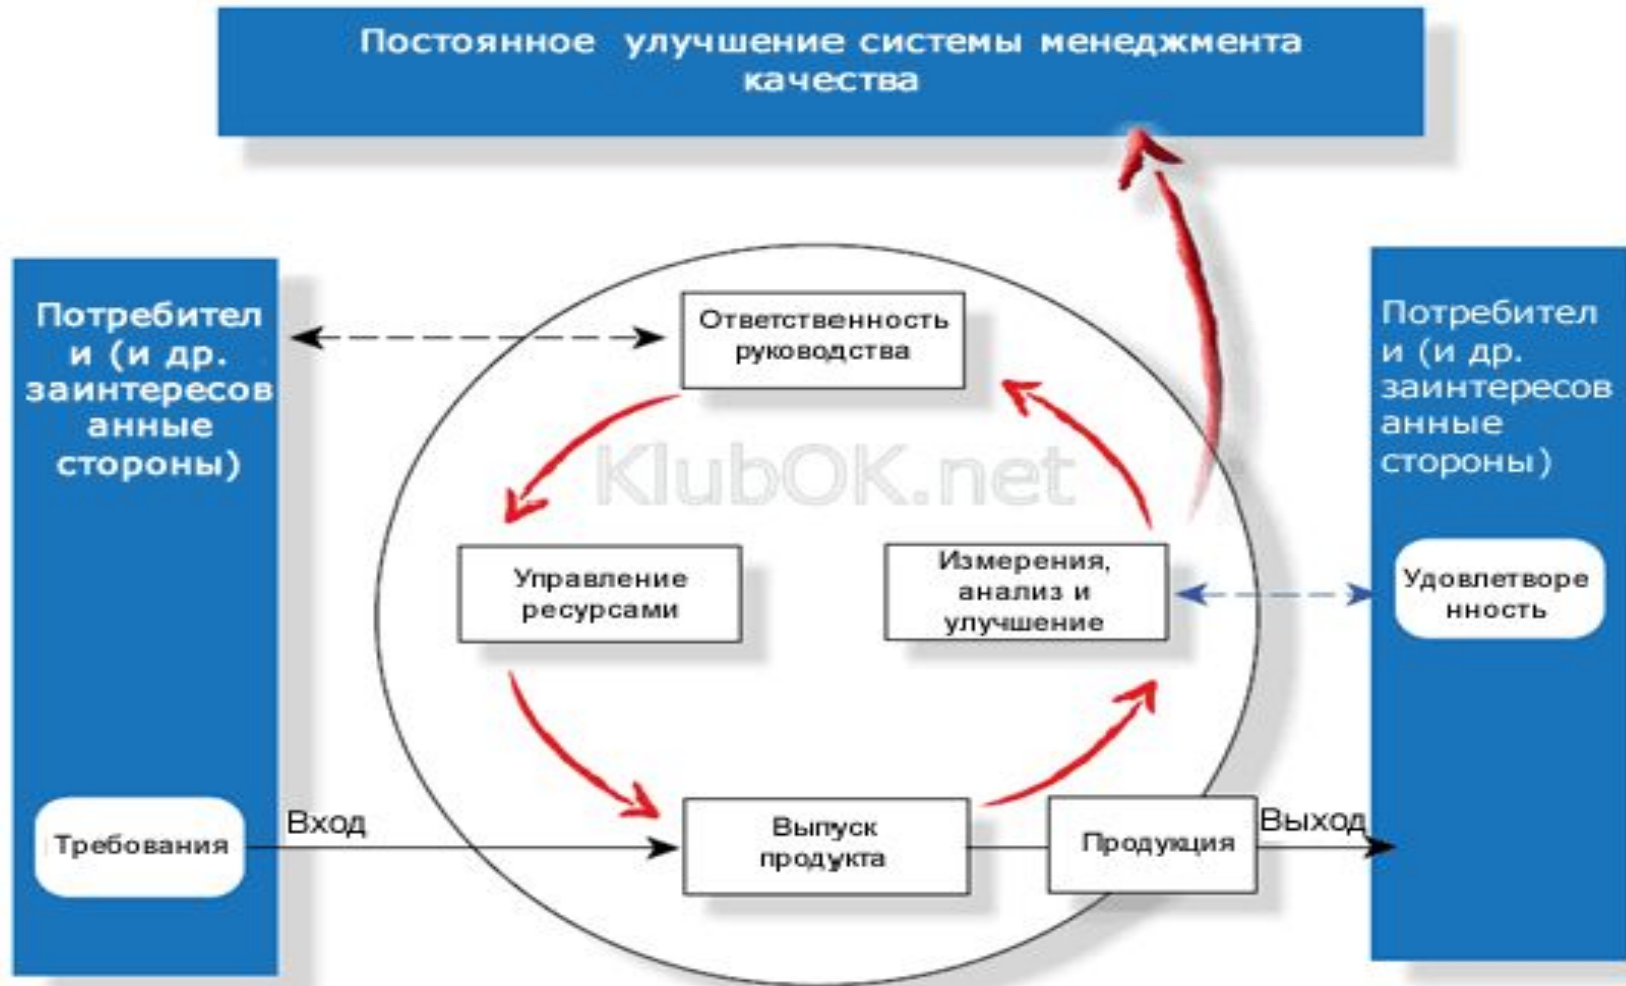 Постоянное улучшение системы менеджмента
качества
Потребител
и (и др.
заинтересов
анные
стороны)
Требования
Вход
Ответственность
руководства
KlubOK.net
Управление
ресурсами
Измерения,
анализ и
улучшение
Выпуск
продукта
Продукция
Выход
Потребител
и (и др.
заинтересов
анные
стороны)
Удовлетворе
нность